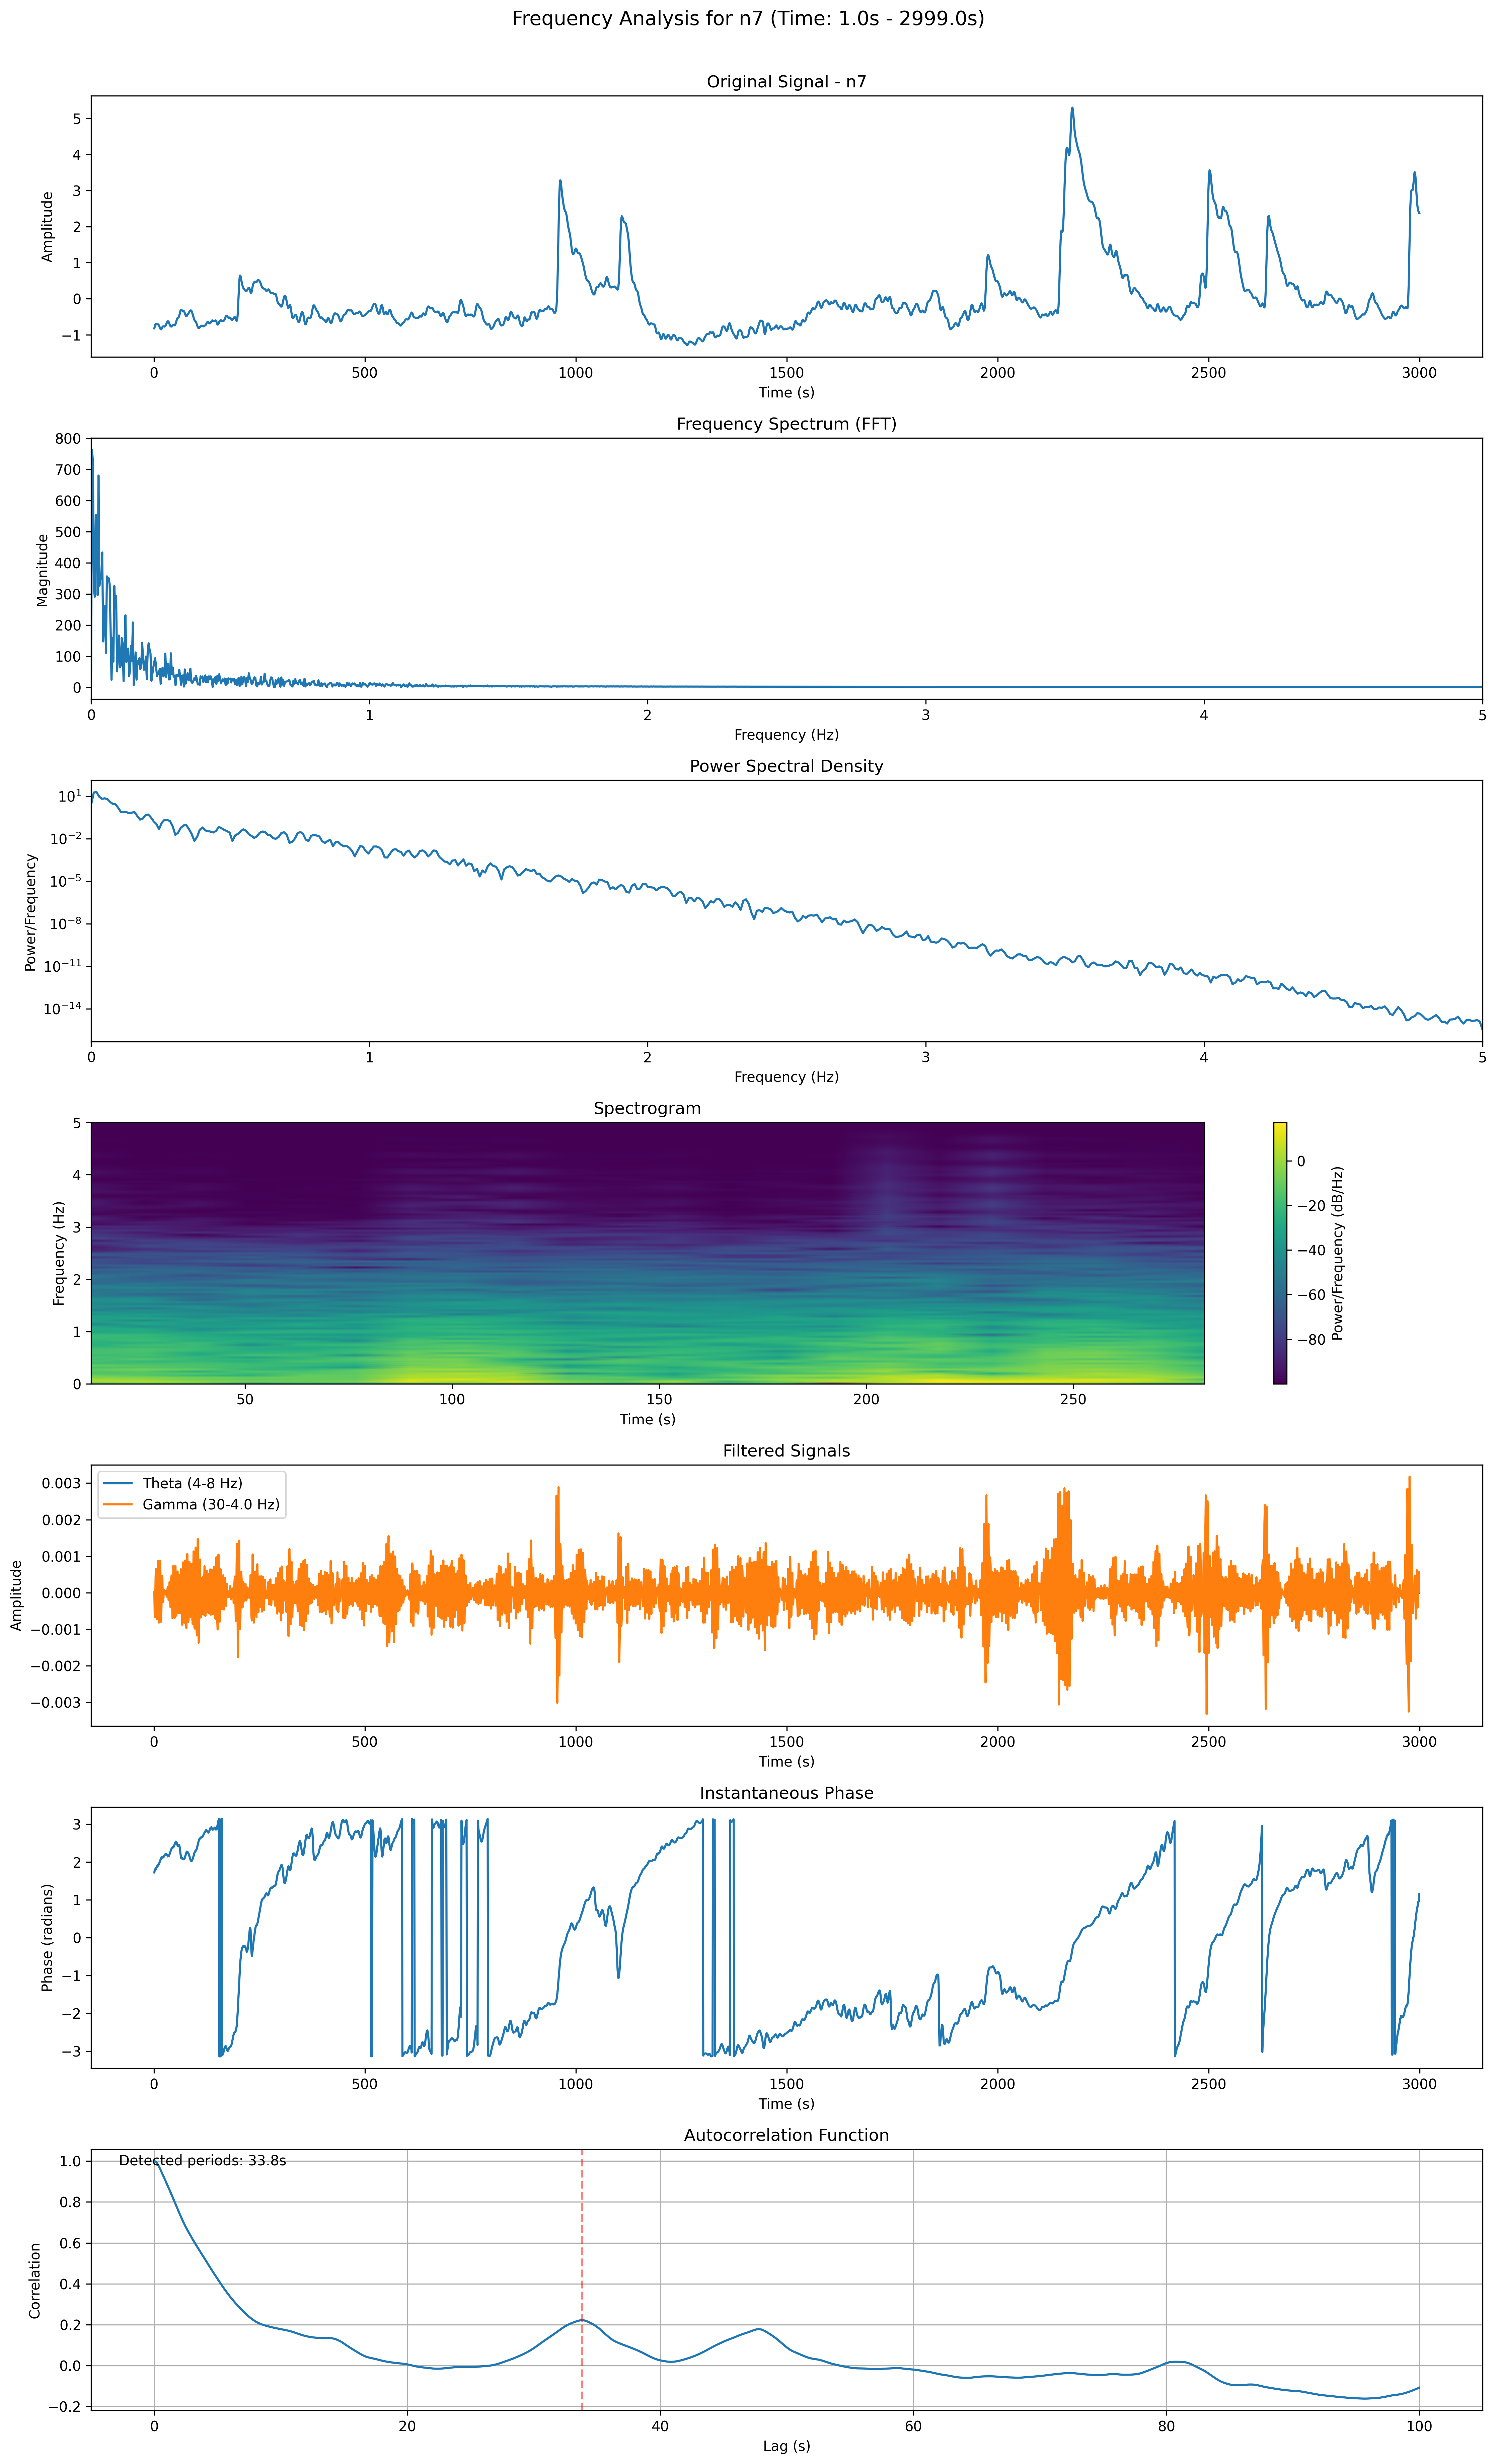 Frequency Analysis for n7 (Time: 1.0s - 2999.0s)
Original Signal - n7
Amplitude
5
4
3
2
1
0
−1
0 500 1000 1500 2000 2500 3000
Time (s)
Frequency Spectrum (FFT)
Magnitude
800
700
600
500
400
300
200
100
0
0 1 2 3 4 5
Frequency (Hz)
Power Spectral Density
Power/Frequency
10^1
10^−2
10^−5
10^−8
10^−11
10^−14
0 1 2 3 4 5
Frequency (Hz)
Spectrogram
Frequency (Hz)
5
4
3
2
1
0
50 100 150 200 250
Time (s)
0
−20
−40
−60
−80
Power/Frequency (dB/Hz)
Filtered Signals
Theta (4-8 Hz)
Gamma (30-4.0 Hz)
Amplitude
0.003
0.002
0.001
0.000
−0.001
−0.002
−0.003
0 500 1000 1500 2000 2500 3000
Time (s)
Instantaneous Phase
Phase (radians)
3
2
1
0
−1
−2
−3
0 500 1000 1500 2000 2500 3000
Time (s)
Autocorrelation Function
Detected periods: 33.8s
Correlation
1.0
0.8
0.6
0.4
0.2
0.0
−0.2
0 20 40 60 80 100
Lag (s)